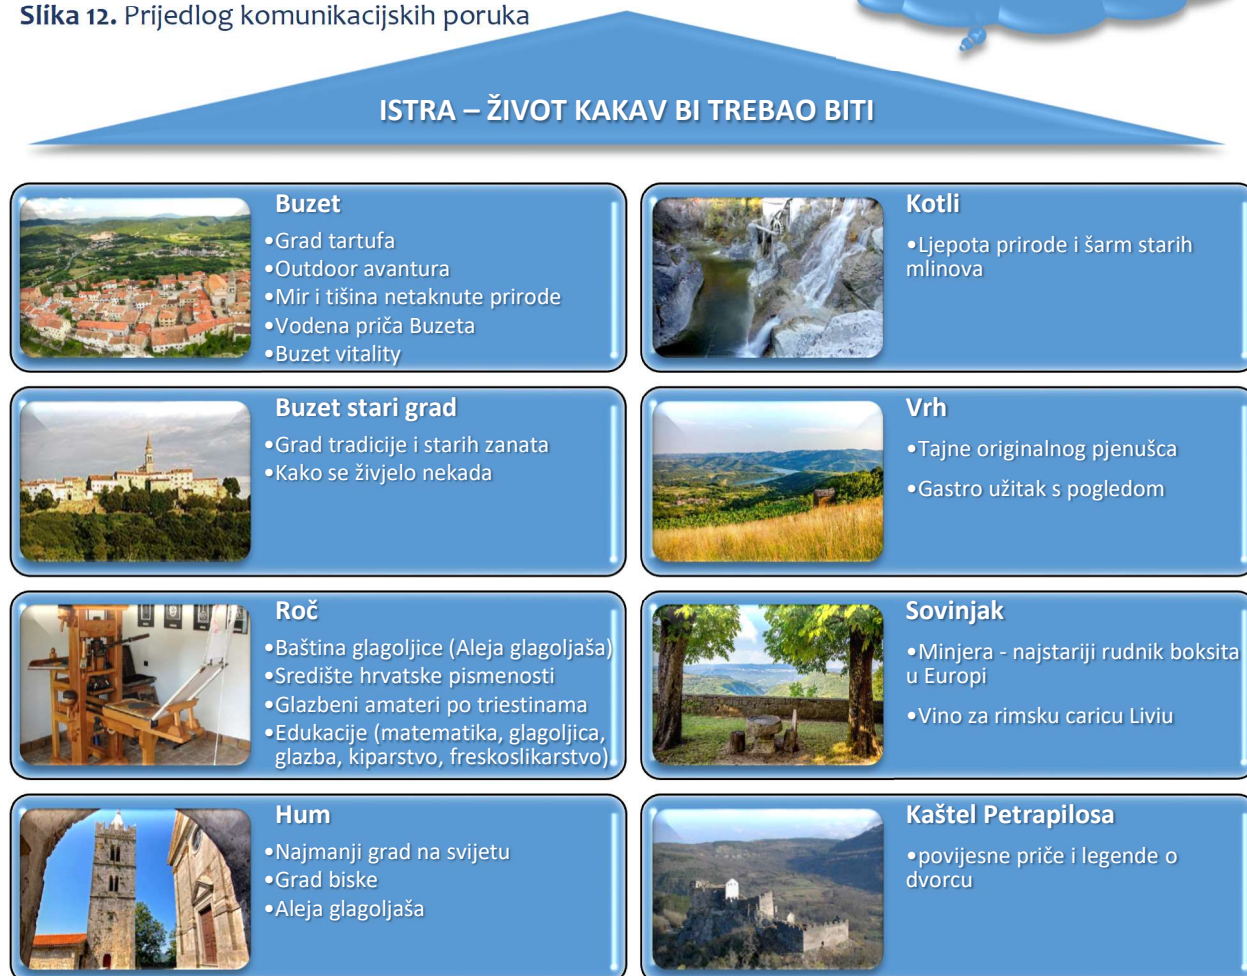 Slika 12. Prijedlog komunikacijskih poruka
ISTRA – ŽIVOT KAKAV BI TREBAO BITI
Buzet
•Grad tartufa
•Outdoor avantura
•Mir i tišina netaknute prirode
•Vodena priča Buzeta
•Buzet vitality
Kotli
•Ljepota prirode i šarm starih
mlinova
Buzet stari grad
•Grad tradicije i starih zanata
•Kako se živjelo nekada
Vrh
•Tajne originalnog pjenušca
•Gastro užitak s pogledom
Roč
•Baština glagoljice (Aleja glagoljaša)
•Središte hrvatske pismenosti
•Glazbeni amateri po triestinama
•Edukacije (matematika, glagoljica,
glazba, kiparstvo, freskoslikarstvo)
Sovinjak
•Minjera - najstariji rudnik boksita
u Europi
•Vino za rimsku caricu Liviu
Hum
•Najmanji grad na svijetu
•Grad biske
•Aleja glagoljaša
Kaštel Petrapilosa
•povijesne priče i legende o
dvorcu